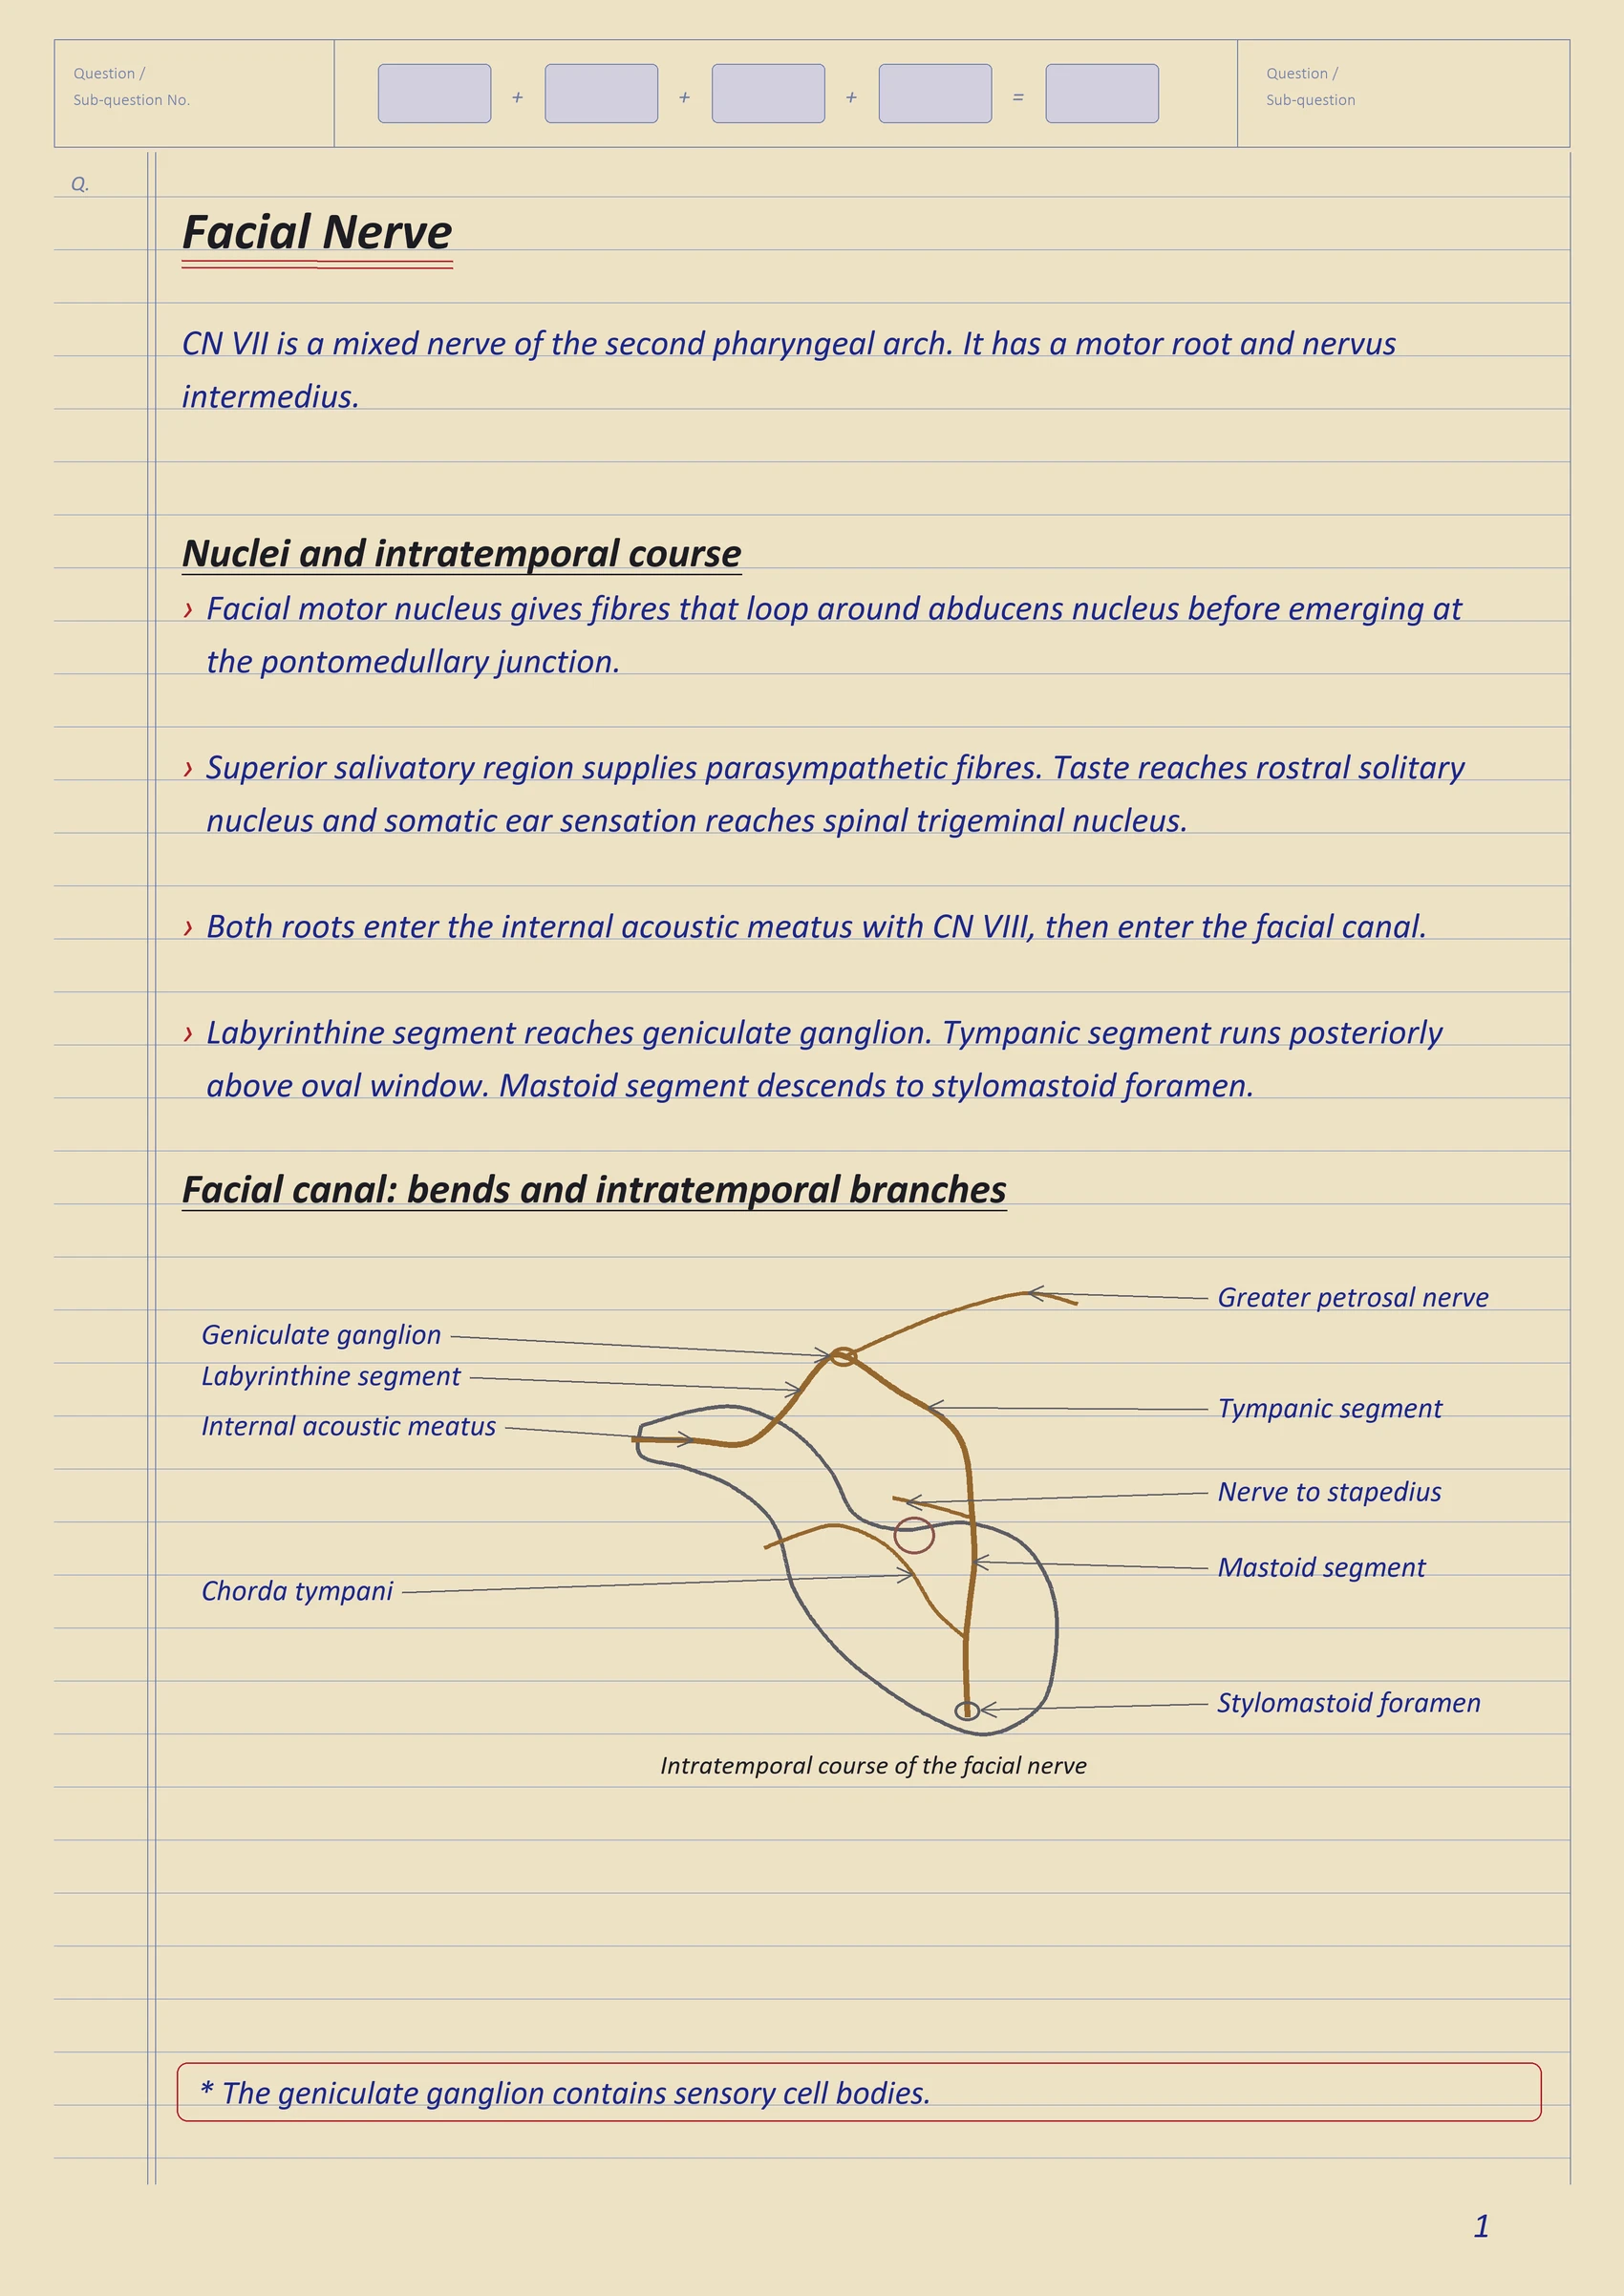 Question /
Sub-question No.
+ + + =
Question /
Sub-question
Q.
Facial Nerve
CN VII is a mixed nerve of the second pharyngeal arch. It has a motor root and nervus
intermedius.
Nuclei and intratemporal course
› Facial motor nucleus gives fibres that loop around abducens nucleus before emerging at
the pontomedullary junction.
› Superior salivatory region supplies parasympathetic fibres. Taste reaches rostral solitary
nucleus and somatic ear sensation reaches spinal trigeminal nucleus.
› Both roots enter the internal acoustic meatus with CN VIII, then enter the facial canal.
› Labyrinthine segment reaches geniculate ganglion. Tympanic segment runs posteriorly
above oval window. Mastoid segment descends to stylomastoid foramen.
Facial canal: bends and intratemporal branches
Greater petrosal nerve
Geniculate ganglion
Labyrinthine segment
Tympanic segment
Internal acoustic meatus
Nerve to stapedius
Mastoid segment
Chorda tympani
Stylomastoid foramen
Intratemporal course of the facial nerve
* The geniculate ganglion contains sensory cell bodies.
1